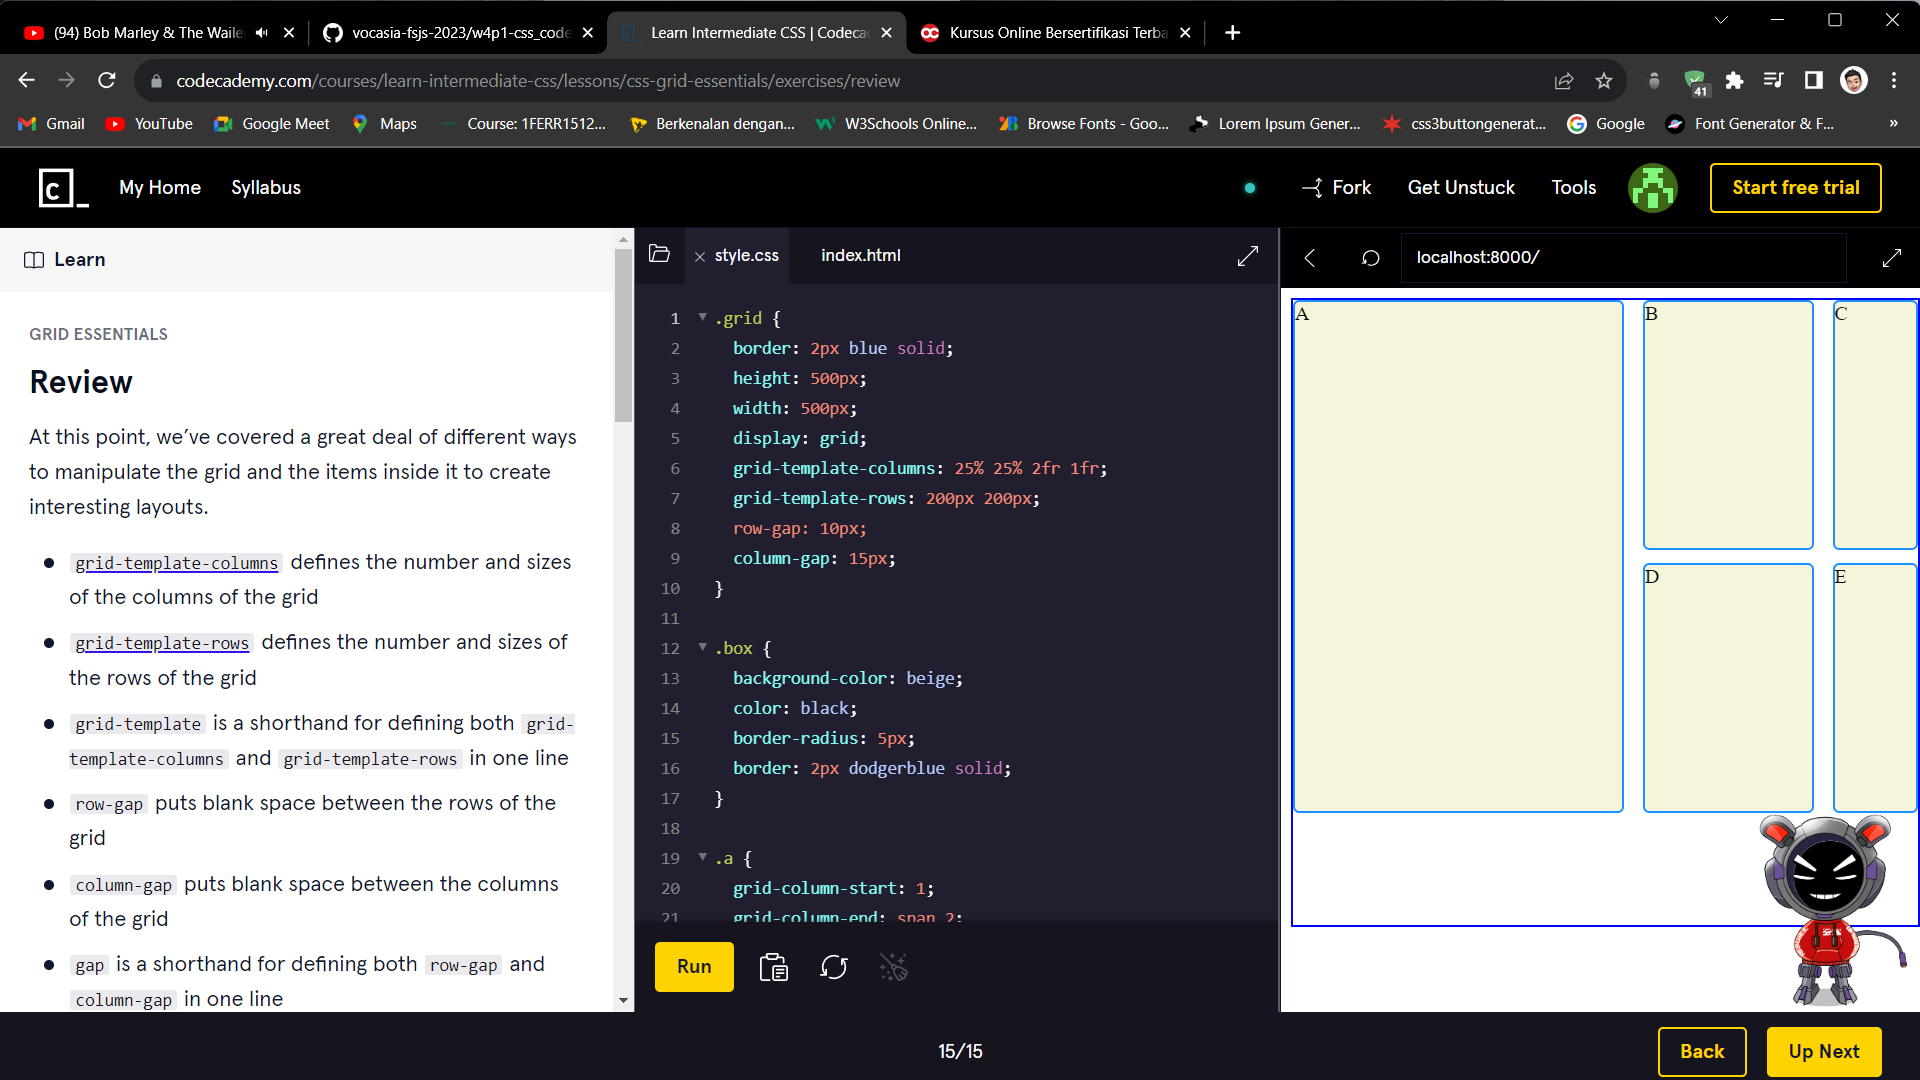 (94) Bob Marley & The Waile
vocasia-fsjs-2023/w4p1-css_code
Learn Intermediate CSS | Codeca
Kursus Online Bersertifikasi Terba
codecademy.com/courses/learn-intermediate-css/lessons/css-grid-essentials/exercises/review
41
Gmail
YouTube
Google Meet
Maps
Course: 1FERR1512...
Berkenalan dengan...
W3Schools Online...
Browse Fonts - Goo...
Lorem Ipsum Gener...
css3buttongenerat...
Google
Font Generator & F...
»
c_
My Home
Syllabus
Fork
Get Unstuck
Tools
Start free trial
Learn
style.css
index.html
localhost:8000/
GRID ESSENTIALS
Review
At this point, we’ve covered a great deal of different ways
to manipulate the grid and the items inside it to create
interesting layouts.
grid-template-columns defines the number and sizes
of the columns of the grid
grid-template-rows defines the number and sizes of
the rows of the grid
grid-template is a shorthand for defining both grid-
template-columns and grid-template-rows in one line
row-gap puts blank space between the rows of the
grid
column-gap puts blank space between the columns
of the grid
gap is a shorthand for defining both row-gap and
column-gap in one line
1 .grid {
2 border: 2px blue solid;
3 height: 500px;
4 width: 500px;
5 display: grid;
6 grid-template-columns: 25% 25% 2fr 1fr;
7 grid-template-rows: 200px 200px;
8 row-gap: 10px;
9 column-gap: 15px;
10 }
11
12 .box {
13 background-color: beige;
14 color: black;
15 border-radius: 5px;
16 border: 2px dodgerblue solid;
17 }
18
19 .a {
20 grid-column-start: 1;
21 grid-column-end: span 2;
Run
A
B
C
D
E
15/15
Back
Up Next